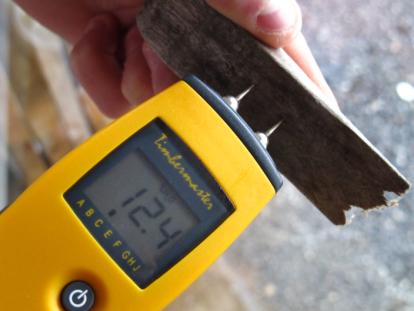 Timbermaster
12.4
A B C D E F G H J